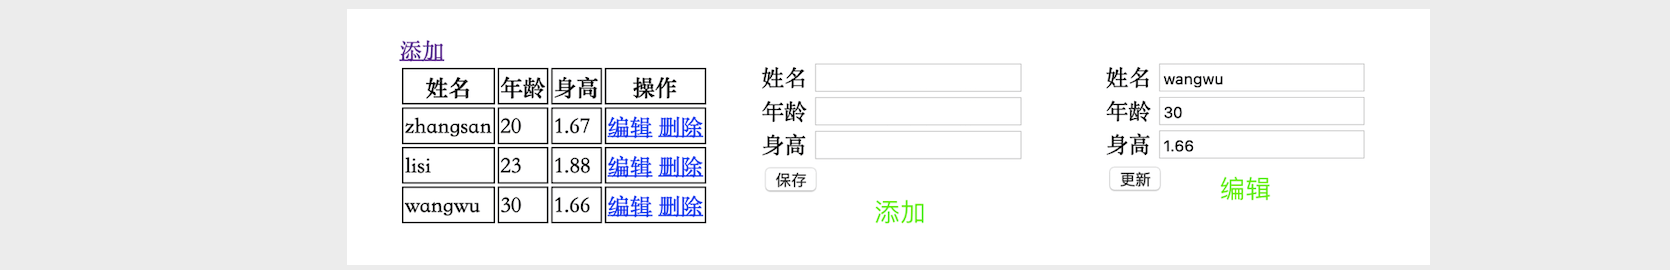 添加
姓名 年龄 身高 操作
zhangsan 20 1.67 编辑 删除
lisi 23 1.88 编辑 删除
wangwu 30 1.66 编辑 删除
姓名
年龄
身高
保存
添加
姓名 wangwu
年龄 30
身高 1.66
更新
编辑